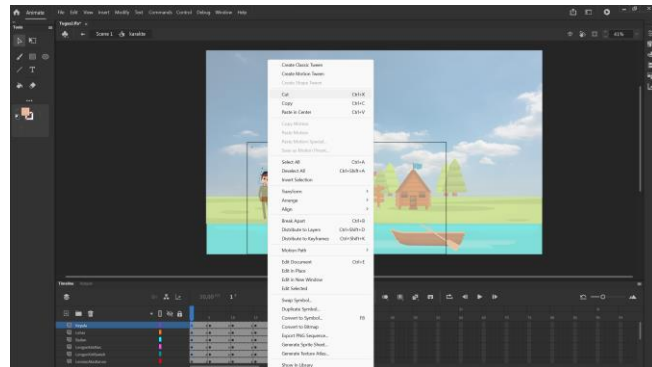 Animate File Edit View Insert Modify Text Commands Control Debug Window Help
Tools
Scene 1
41%
Create Classic Tween
Create Motion Tween
Create Shape Tween
Cut Ctrl+X
Copy Ctrl+C
Paste in Center Ctrl+V
Copy Motion
Paste Motion
Paste Motion Special...
Select All Ctrl+A
Deselect All Ctrl+Shift+A
Invert Selection
Transform
Arrange
Align
Break Apart Ctrl+B
Distribute to Layers Ctrl+Shift+D
Distribute to Keyframes Ctrl+Shift+K
Motion Path
Edit Document Ctrl+E
Edit in Place
Edit in New Window
Edit Selected
Timeline Output
Swap Symbol...
Duplicate Symbol...
Convert to Symbol... F8
Convert to Bitmap
Export PNG Sequence...
Generate Sprite Sheet...
Generate Texture Atlas...
Show in Library